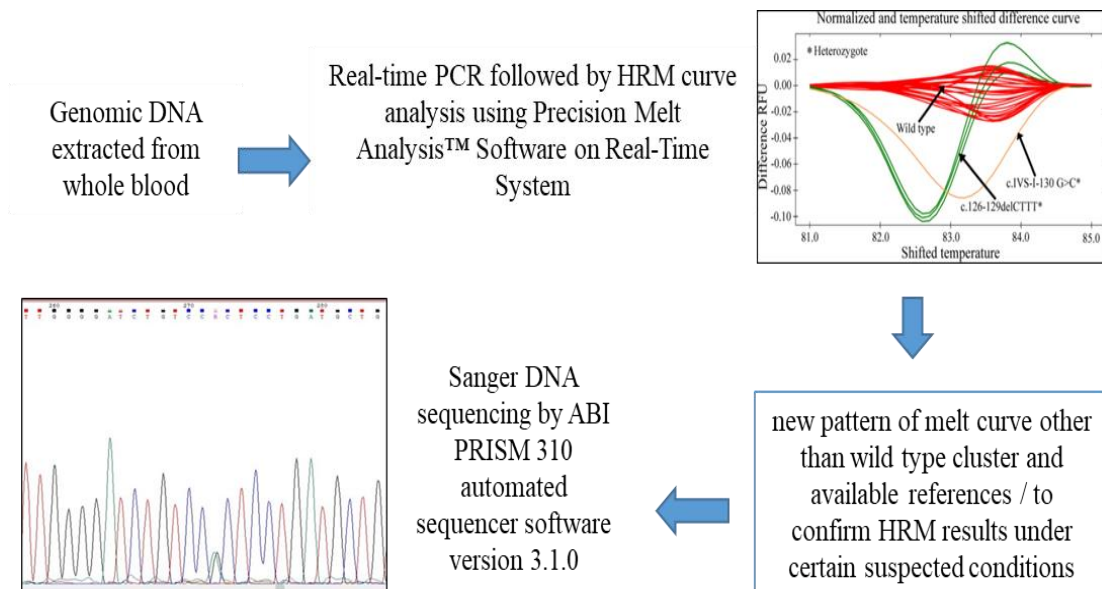 Genomic DNA
extracted from
whole blood
Real-time PCR followed by HRM curve
analysis using Precision Melt
Analysis™ Software on Real-Time
System
Normalized and temperature shifted difference curve
* Heterozygote
Difference RFU
0.02
0.00
-0.02
-0.04
-0.06
-0.08
-0.10
Wild type
c.IVS-I-130 G>C*
c.126-129delCTTT*
81.0 82.0 83.0 84.0 85.0
Shifted temperature
new pattern of melt curve other
than wild type cluster and
available references / to
confirm HRM results under
certain suspected conditions
Sanger DNA
sequencing by ABI
PRISM 310
automated
sequencer software
version 3.1.0
260 270